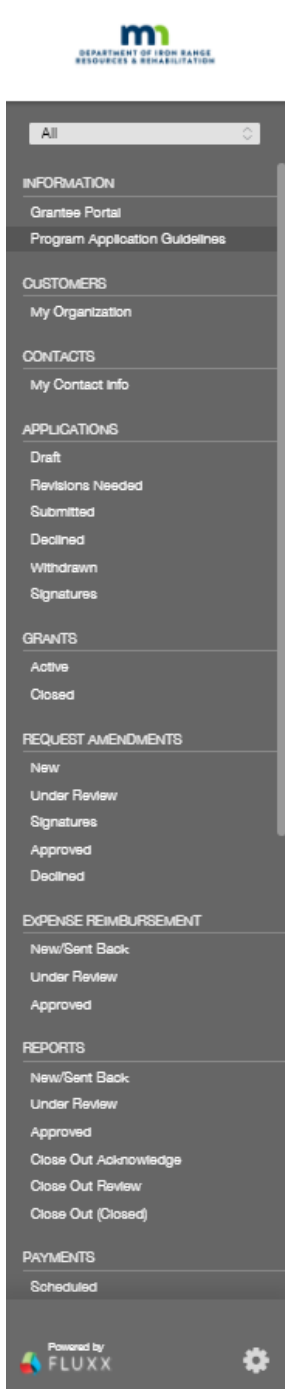 DEPARTMENT OF IRON RANGE
RESOURCES & REHABILITATION
All
INFORMATION
Grantee Portal
Program Application Guidelines
CUSTOMERS
My Organization
CONTACTS
My Contact Info
APPLICATIONS
Draft
Revisions Needed
Submitted
Declined
Withdrawn
Signatures
GRANTS
Active
Closed
REQUEST AMENDMENTS
New
Under Review
Signatures
Approved
Declined
EXPENSE REIMBURSEMENT
New/Sent Back
Under Review
Approved
REPORTS
New/Sent Back
Under Review
Approved
Close Out Acknowledge
Close Out Review
Close Out (Closed)
PAYMENTS
Scheduled
Powered by
FLUXX